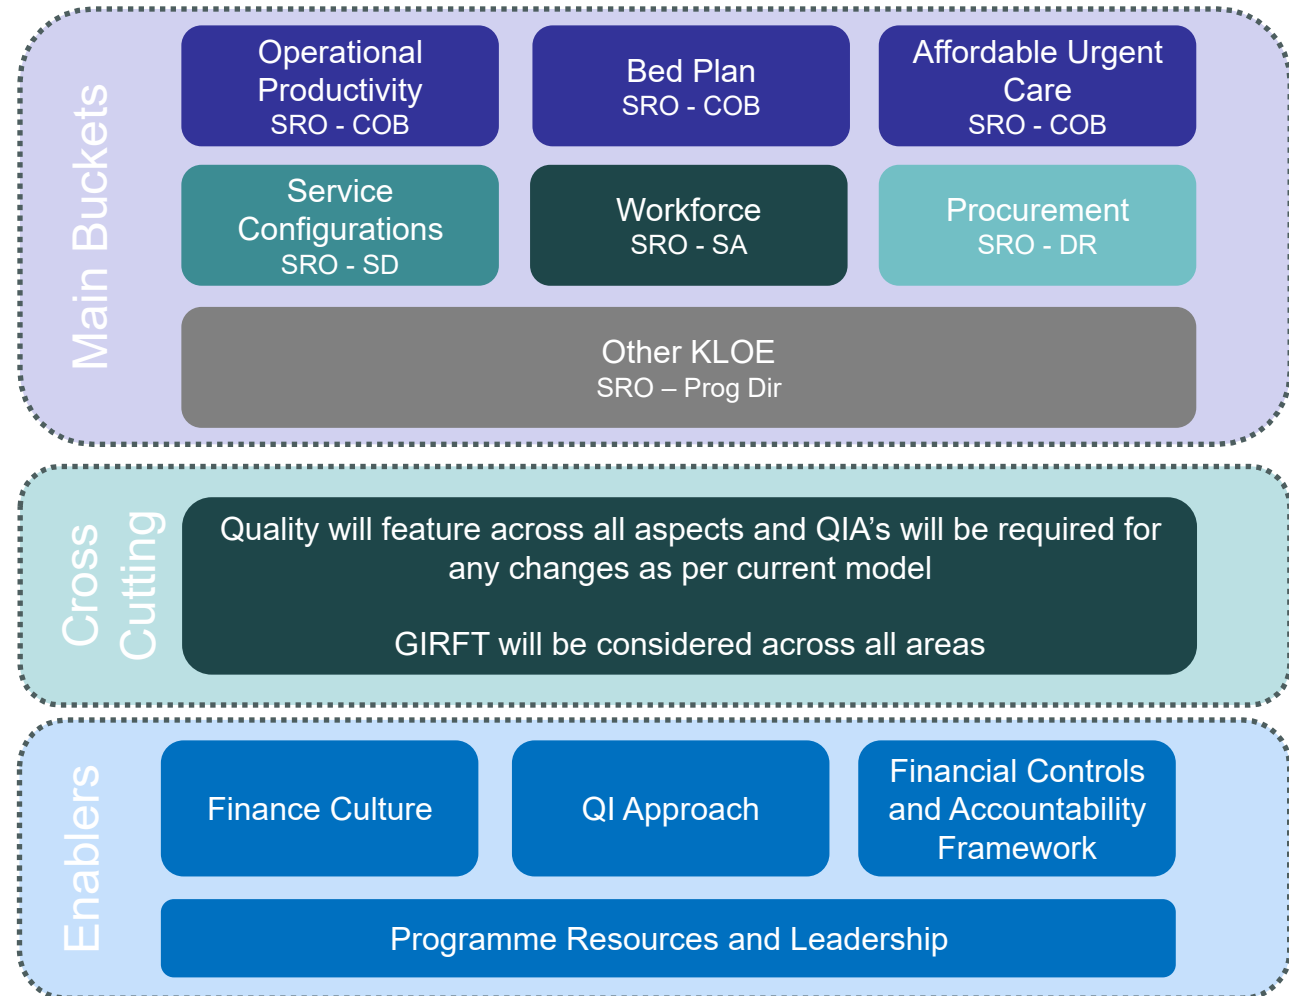 Main Buckets
Operational
Productivity
SRO - COB
Bed Plan
SRO - COB
Affordable Urgent
Care
SRO - COB
Service
Configurations
SRO - SD
Workforce
SRO - SA
Procurement
SRO - DR
Other KLOE
SRO – Prog Dir
Cross
Cutting
Quality will feature across all aspects and QIA’s will be required for
any changes as per current model
GIRFT will be considered across all areas
Enablers
Finance Culture
QI Approach
Financial Controls
and Accountability
Framework
Programme Resources and Leadership